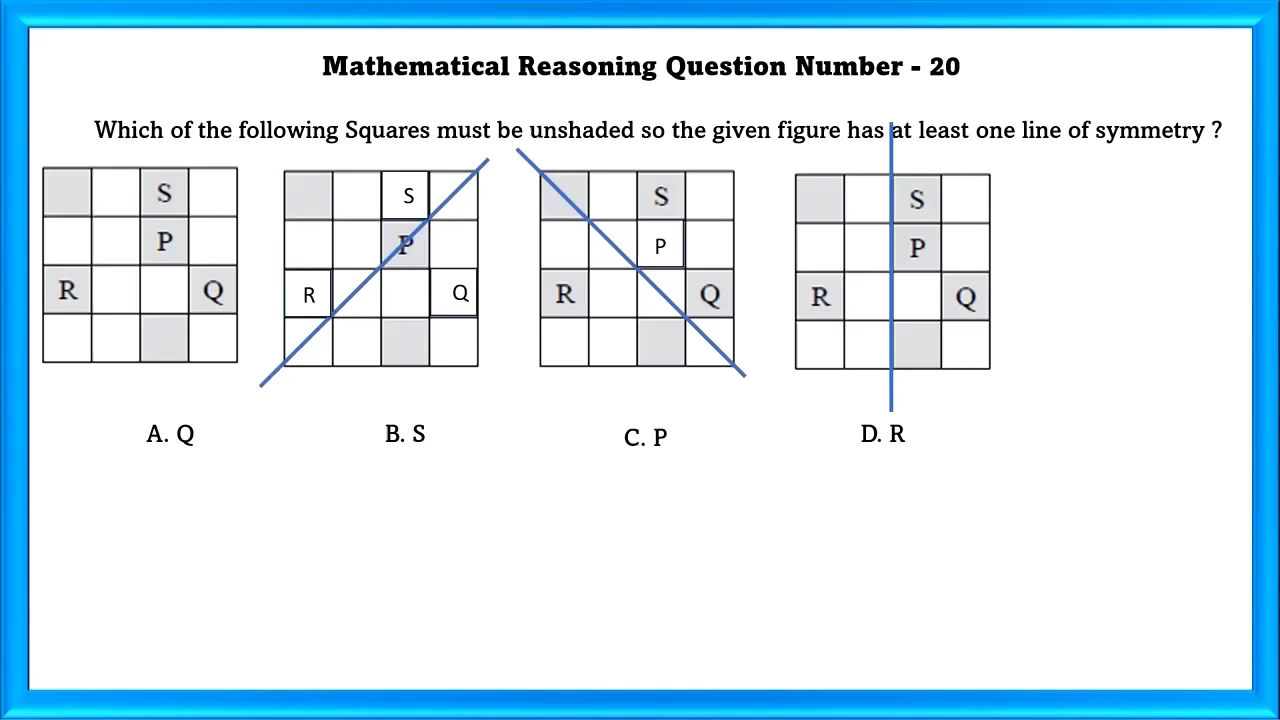 Mathematical Reasoning Question Number - 20
Which of the following Squares must be unshaded so the given figure has at least one line of symmetry ?
S S S S
P P P P
R Q R Q R Q R Q
A. Q B. S C. P D. R